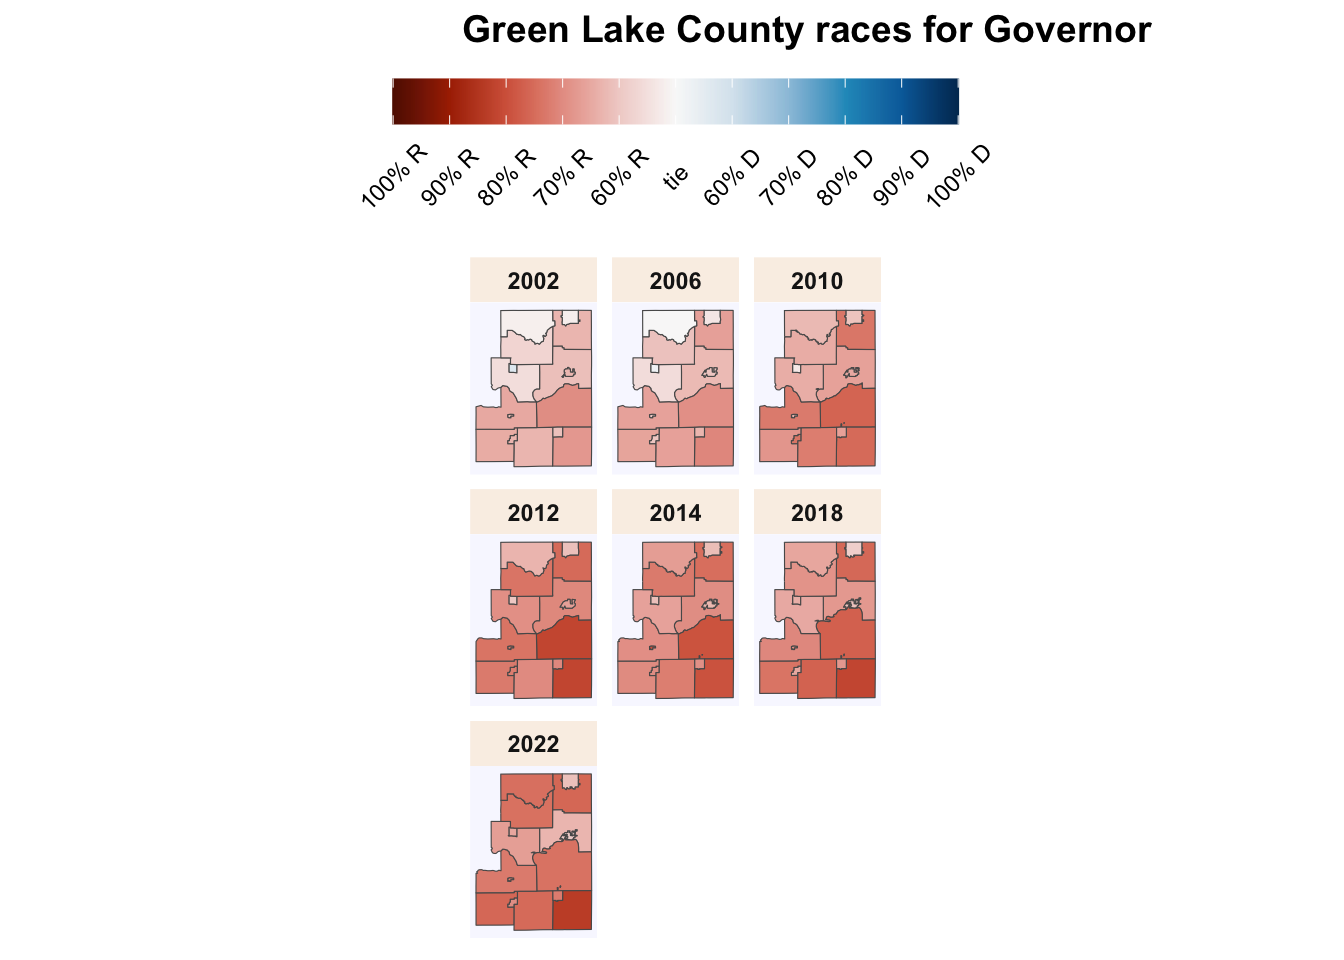 Green Lake County races for Governor
100% R
90% R
80% R
70% R
60% R
tie
60% D
70% D
80% D
90% D
100% D
2002
2006
2010
2012
2014
2018
2022